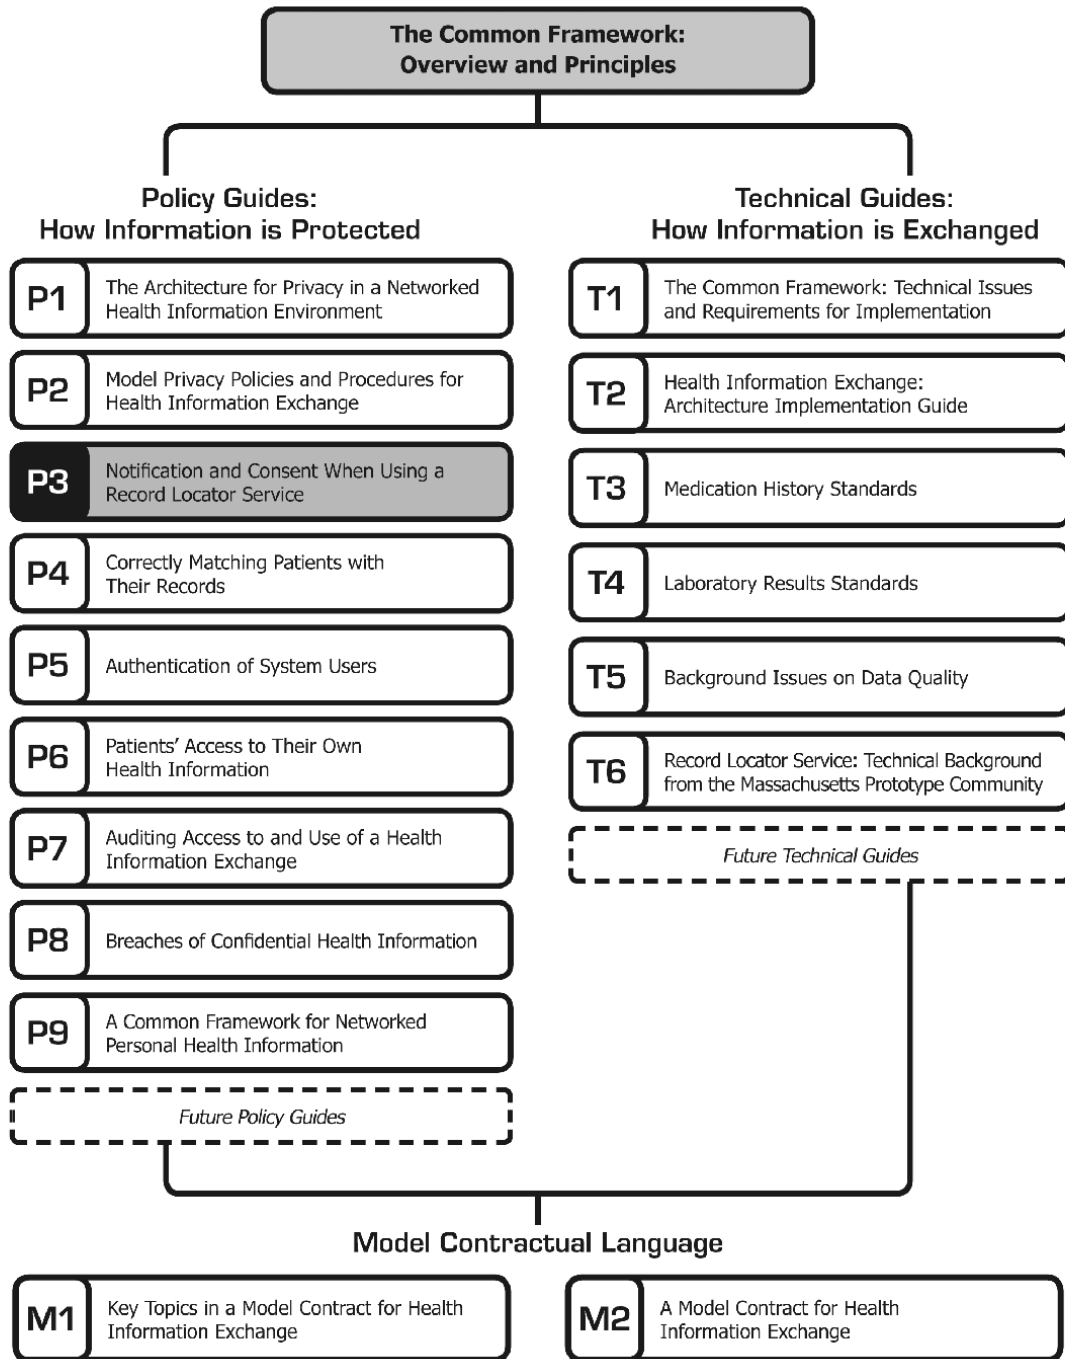 The Common Framework:
Overview and Principles
Policy Guides:
How Information is Protected
P1
The Architecture for Privacy in a Networked
Health Information Environment
P2
Model Privacy Policies and Procedures for
Health Information Exchange
P3
Notification and Consent When Using a
Record Locator Service
P4
Correctly Matching Patients with
Their Records
P5
Authentication of System Users
P6
Patients’ Access to Their Own
Health Information
P7
Auditing Access to and Use of a Health
Information Exchange
P8
Breaches of Confidential Health Information
P9
A Common Framework for Networked
Personal Health Information
Future Policy Guides
Technical Guides:
How Information is Exchanged
T1
The Common Framework: Technical Issues
and Requirements for Implementation
T2
Health Information Exchange:
Architecture Implementation Guide
T3
Medication History Standards
T4
Laboratory Results Standards
T5
Background Issues on Data Quality
T6
Record Locator Service: Technical Background
from the Massachusetts Prototype Community
Future Technical Guides
Model Contractual Language
M1
Key Topics in a Model Contract for Health
Information Exchange
M2
A Model Contract for Health
Information Exchange